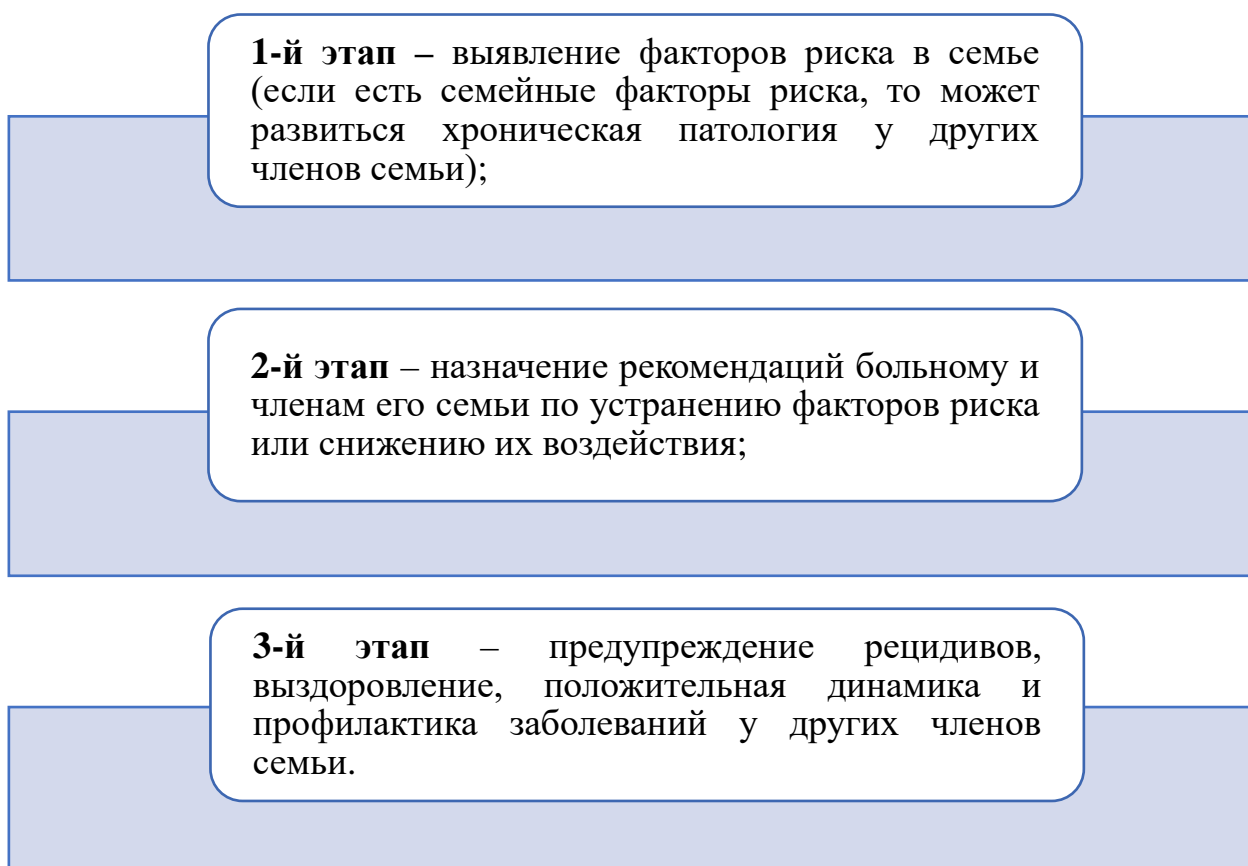 1-й этап – выявление факторов риска в семье
(если есть семейные факторы риска, то может
развиться хроническая патология у других
членов семьи);
2-й этап – назначение рекомендаций больному и
членам его семьи по устранению факторов риска
или снижению их воздействия;
3-й этап – предупреждение рецидивов,
выздоровление, положительная динамика и
профилактика заболеваний у других членов
семьи.